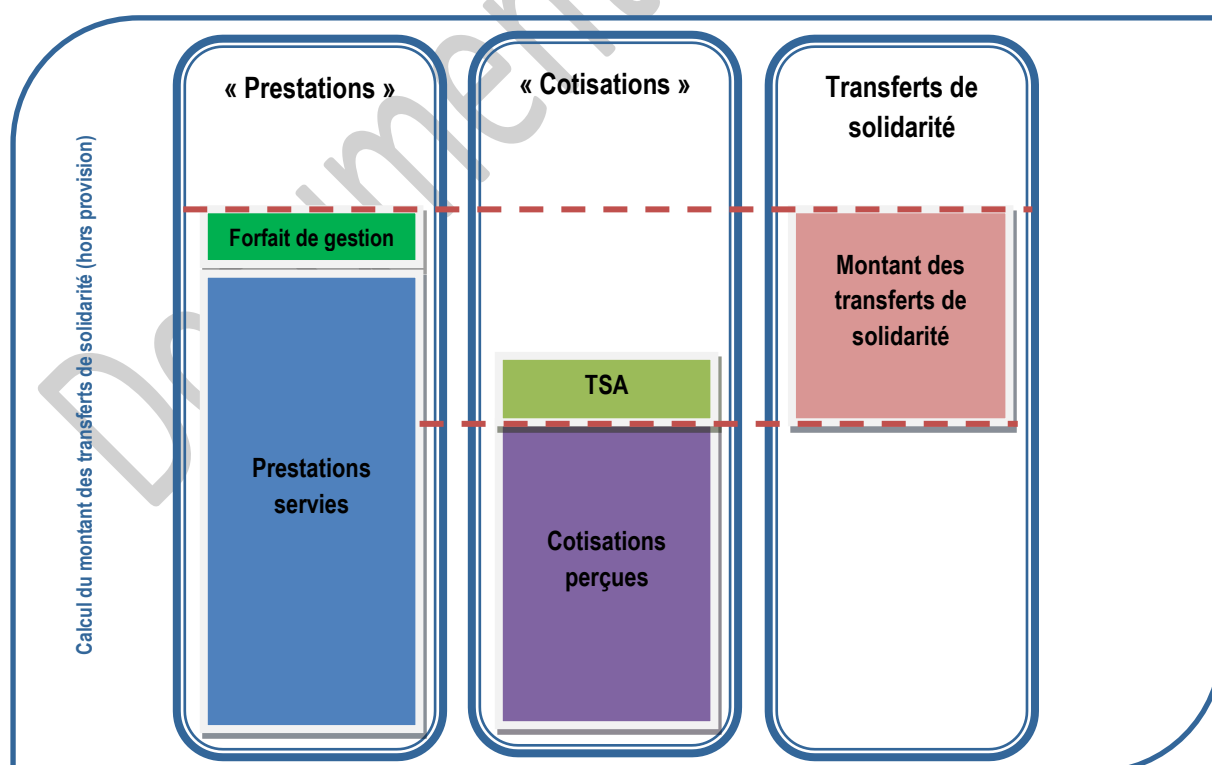 Calcul du montant des transferts de solidarité (hors provision)
« Prestations »
Forfait de gestion
Prestations
servies
« Cotisations »
TSA
Cotisations
perçues
Transferts de
solidarité
Montant des
transferts de
solidarité